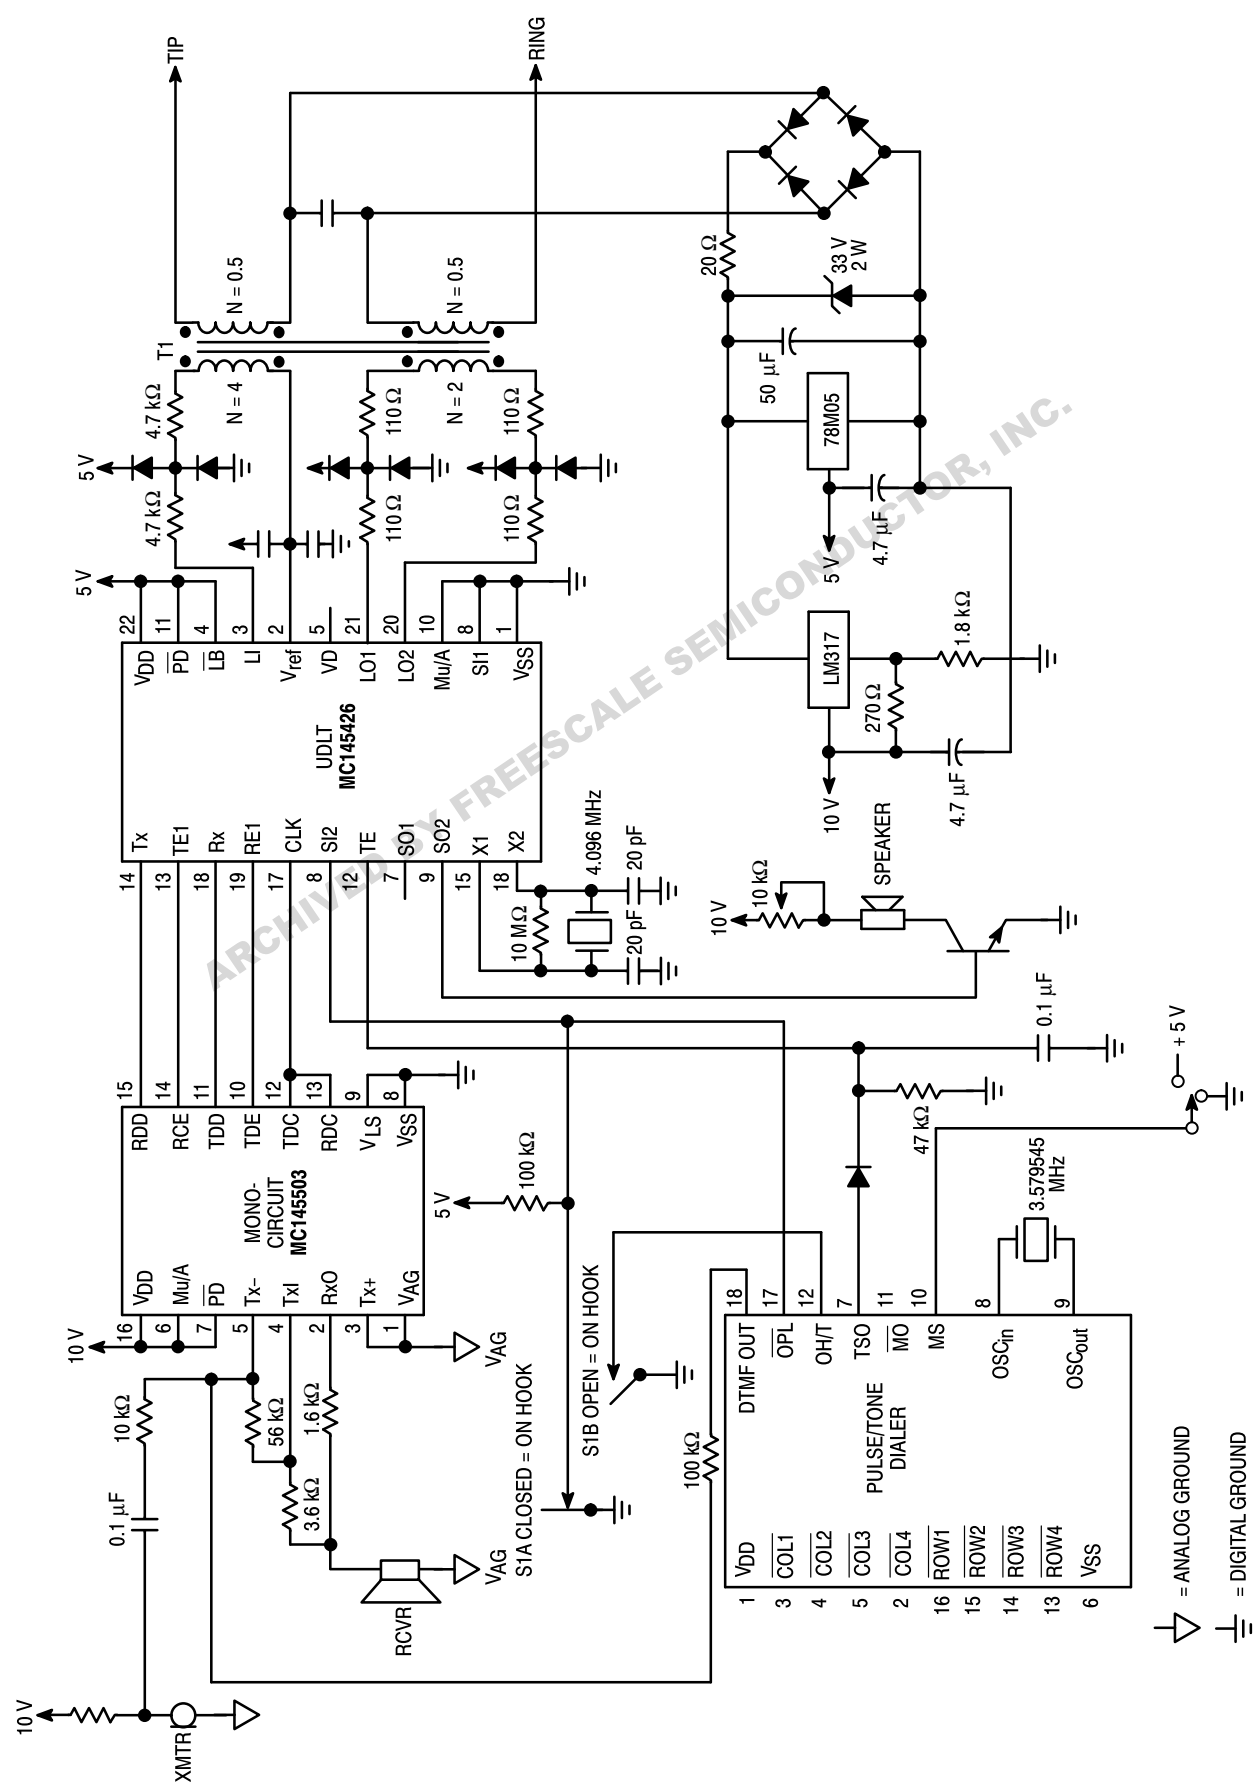 TIP
RING
T1
N = 0.5
N = 0.5
N = 4
N = 2
5 V
4.7 kΩ
4.7 kΩ
110 Ω
110 Ω
110 Ω
110 Ω
20 Ω
33 V
2 W
50 µF
78M05
5 V
4.7 µF
LM317
1.8 kΩ
270 Ω
10 V
4.7 µF
5 V
22
11
4
3
2
5
21
20
10
8
1
VDD
PD
LB
LI
Vref
VD
LO1
LO2
Mu/A
SI1
VSS
UDLT
MC145426
Tx
TE1
Rx
RE1
CLK
SI2
TE
SO1
SO2
X1
X2
14
13
18
19
17
8
12
7
9
15
18
10 MΩ
4.096 MHz
20 pF
20 pF
10 V
10 kΩ
SPEAKER
ARCHIVED BY FREESCALE SEMICONDUCTOR, INC.
15
14
11
10
12
13
9
8
RDD
RCE
TDD
TDE
TDC
RDC
VLS
VSS
MONO-
CIRCUIT
MC145503
VDD
Mu/A
PD
Tx–
TxI
RxO
Tx+
VAG
16
6
7
5
4
2
3
1
10 V
VAG
5 V
100 kΩ
0.1 µF
47 kΩ
+ 5 V
3.579545
MHz
10 kΩ
0.1 µF
56 kΩ
3.6 kΩ
1.6 kΩ
VAG
RCVR
10 V
XMTR
S1A CLOSED = ON HOOK
S1B OPEN = ON HOOK
100 kΩ
18
17
12
7
11
10
8
9
DTMF OUT
OPL
OH/T
TSO
MO
MS
OSCin
OSCout
PULSE/TONE
DIALER
VDD
COL1
COL2
COL3
COL4
ROW1
ROW2
ROW3
ROW4
VSS
1
3
4
5
2
16
15
14
13
6
= ANALOG GROUND
= DIGITAL GROUND